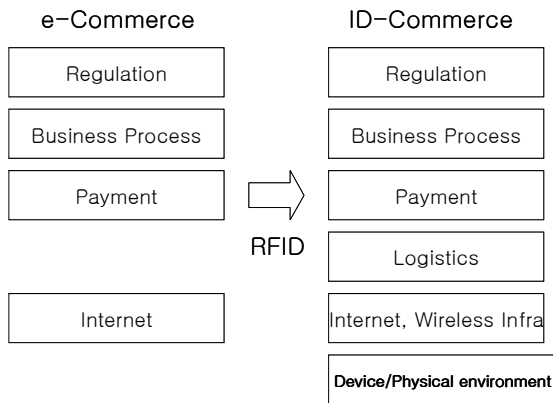 e-Commerce
Regulation
Business Process
Payment
Internet
RFID
ID-Commerce
Regulation
Business Process
Payment
Logistics
Internet, Wireless Infra
Device/Physical environment